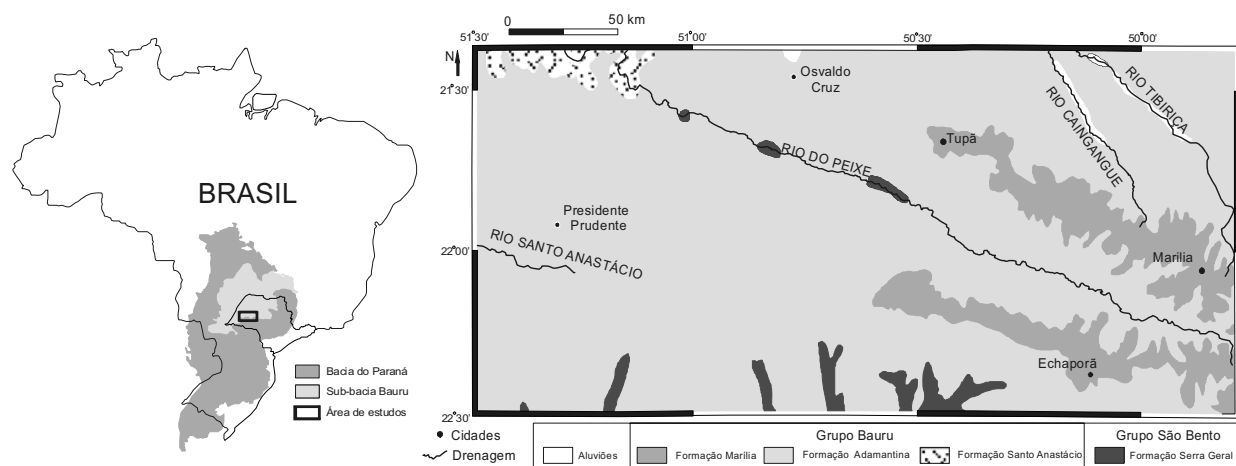 BRASIL
Bacia do Paraná
Sub-bacia Bauru
Área de estudos
0 50 km
51°30' 51°00' 50°30' 50°00'
N
21°30'
22°00'
22°30'
Osvaldo
Cruz
RIO TIBIRIÇA
RIO CAINGANGUE
Tupã
RIO DO PEIXE
Presidente
Prudente
RIO SANTO ANASTÁCIO
Marilia
Echaporã
Cidades
Drenagem
Aluviões
Grupo Bauru
Formação Marília
Formação Adamantina
Formação Santo Anastácio
Grupo São Bento
Formação Serra Geral